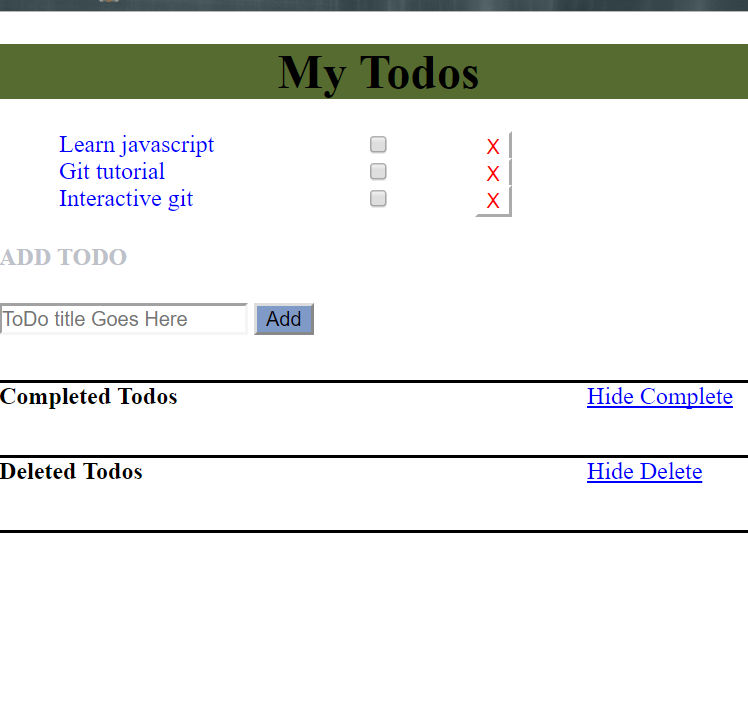 My Todos
Learn javascript X
Git tutorial X
Interactive git X
ADD TODO
ToDo title Goes Here Add
Completed Todos Hide Complete
Deleted Todos Hide Delete